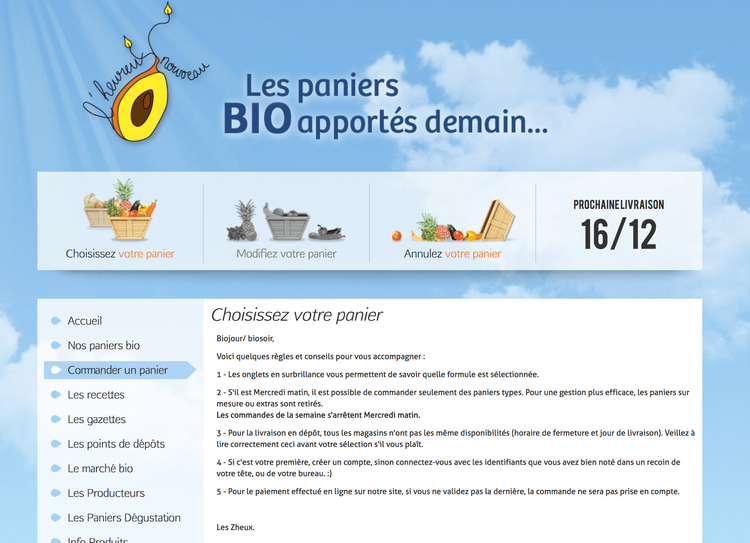 L'heureux nouveau
Les paniers
BIO apportés demain...
Choisissez votre panier
Modifiez votre panier
Annulez votre panier
PROCHAINE LIVRAISON
16/12
Accueil
Nos paniers bio
Commander un panier
Les recettes
Les gazettes
Les points de dépôts
Le marché bio
Les Producteurs
Les Paniers Dégustation
Info Produits
Choisissez votre panier
Biojour/ biosoir,
Voici quelques règles et conseils pour vous accompagner :
1 - Les onglets en surbrillance vous permettent de savoir quelle formule est sélectionnée.
2 - S'il est Mercredi matin, il est possible de commander seulement des paniers types. Pour une gestion plus efficace, les paniers sur
mesure ou extras sont retirés.
Les commandes de la semaine s'arrêtent Mercredi matin.
3 - Pour la livraison en dépôt, tous les magasins n'ont pas les même disponibilités (horaire de fermeture et jour de livraison). Veillez à
lire correctement ceci avant votre sélection s'il vous plaît.
4 - Si c'est votre première, créer un compte, sinon connectez-vous avec les identifiants que vous avez bien noté dans un recoin de
votre tête, ou de votre bureau. :)
5 - Pour le paiement effectué en ligne sur notre site, si vous ne validez pas la dernière, la commande ne sera pas prise en compte.
Les Zheux.